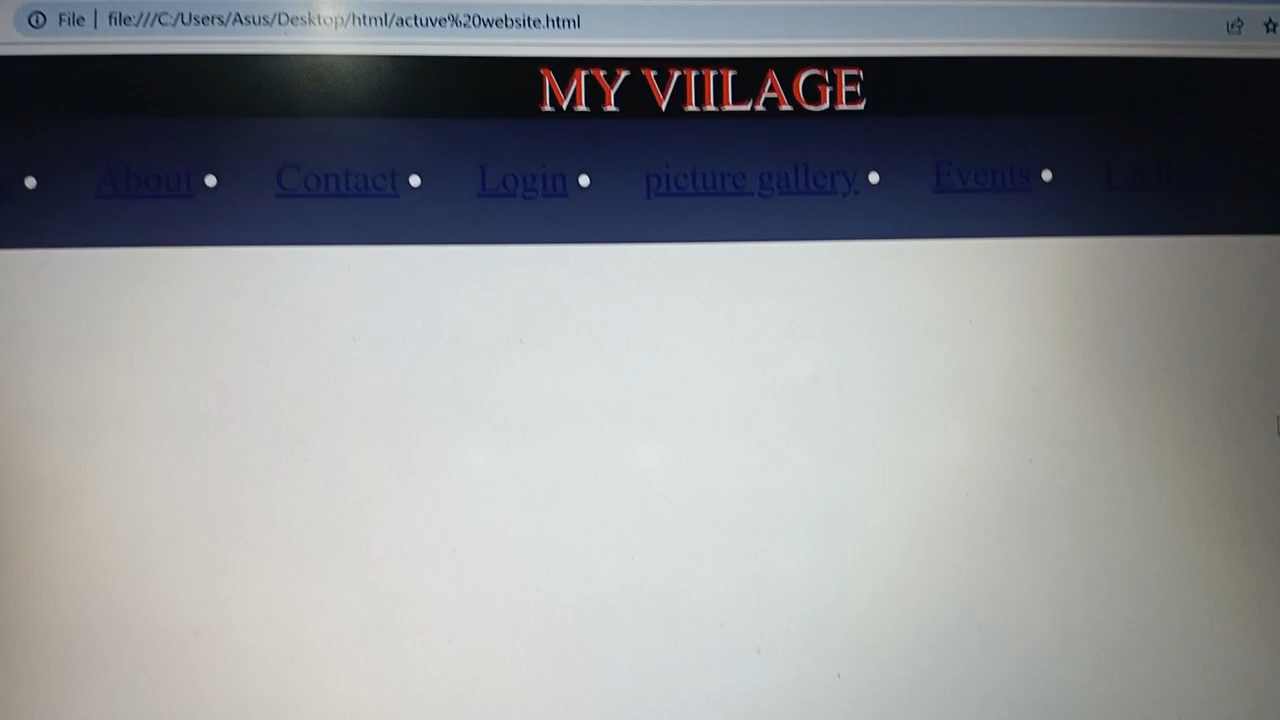 File | file:///C:/Users/Asus/Desktop/html/actuve%20website.html
MY VIILAGE
• About • Contact • Login • picture gallery • Events •